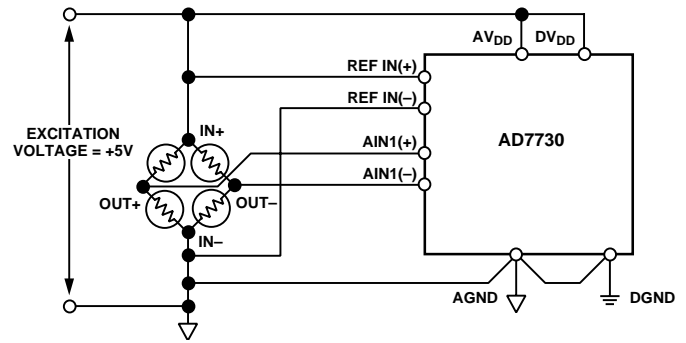 AVDD DVDD
REF IN(+)
REF IN(–)
EXCITATION
VOLTAGE = +5V
IN+
AIN1(+)
AD7730
AIN1(–)
OUT+
OUT–
IN–
AGND
DGND